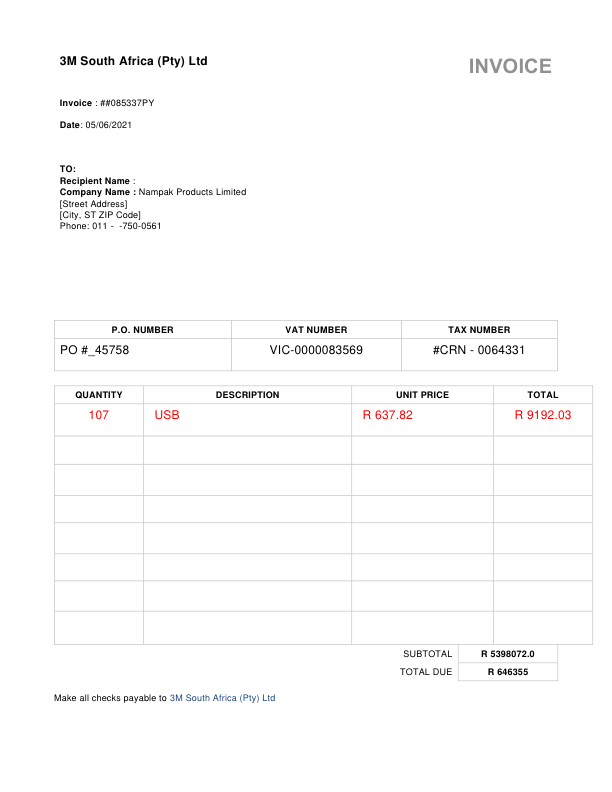 3M South Africa (Pty) Ltd
INVOICE
Invoice : ##085337PY
Date: 05/06/2021
TO:
Recipient Name :
Company Name : Nampak Products Limited
[Street Address]
[City, ST ZIP Code]
Phone: 011 - -750-0561
P.O. NUMBER VAT NUMBER TAX NUMBER
PO #_45758 VIC-0000083569 #CRN - 0064331
QUANTITY DESCRIPTION UNIT PRICE TOTAL
107 USB R 637.82 R 9192.03
SUBTOTAL R 5398072.0
TOTAL DUE R 646355
Make all checks payable to 3M South Africa (Pty) Ltd